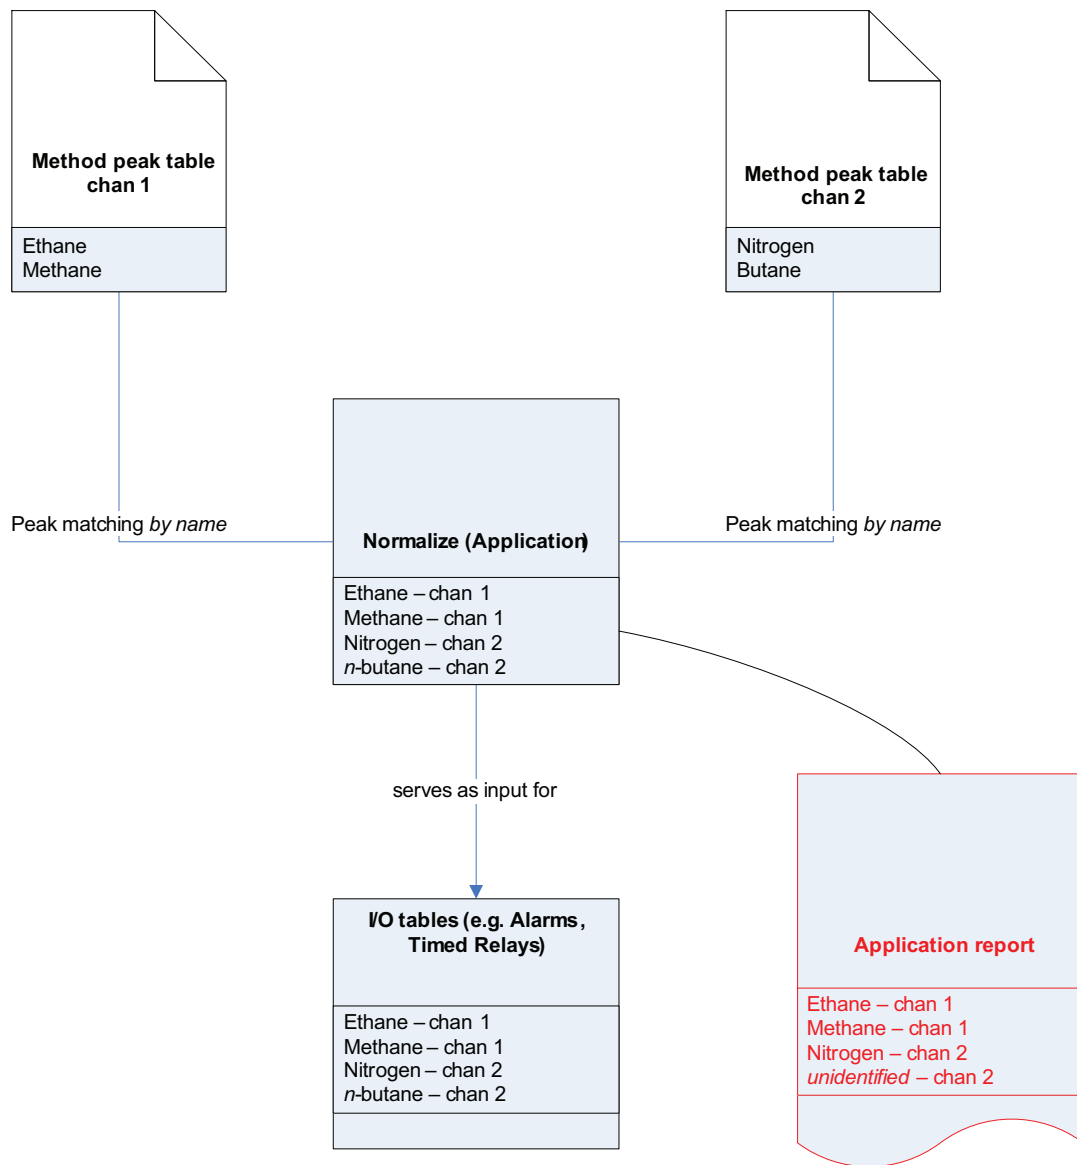 Method peak table
chan 1
Ethane
Methane
Method peak table
chan 2
Nitrogen
Butane
Peak matching by name
Peak matching by name
Normalize (Application)
Ethane – chan 1
Methane – chan 1
Nitrogen – chan 2
n-butane – chan 2
serves as input for
I/O tables (e.g. Alarms,
Timed Relays)
Ethane – chan 1
Methane – chan 1
Nitrogen – chan 2
n-butane – chan 2
Application report
Ethane – chan 1
Methane – chan 1
Nitrogen – chan 2
unidentified – chan 2